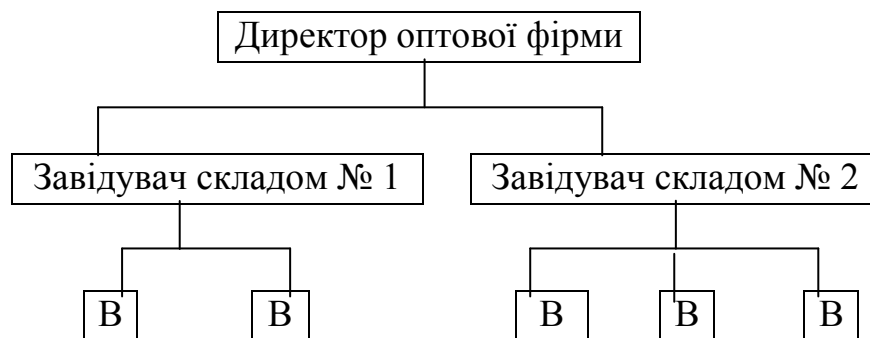 Директор оптової фірми
Завідувач складом № 1
Завідувач складом № 2
В
В
В
В
В